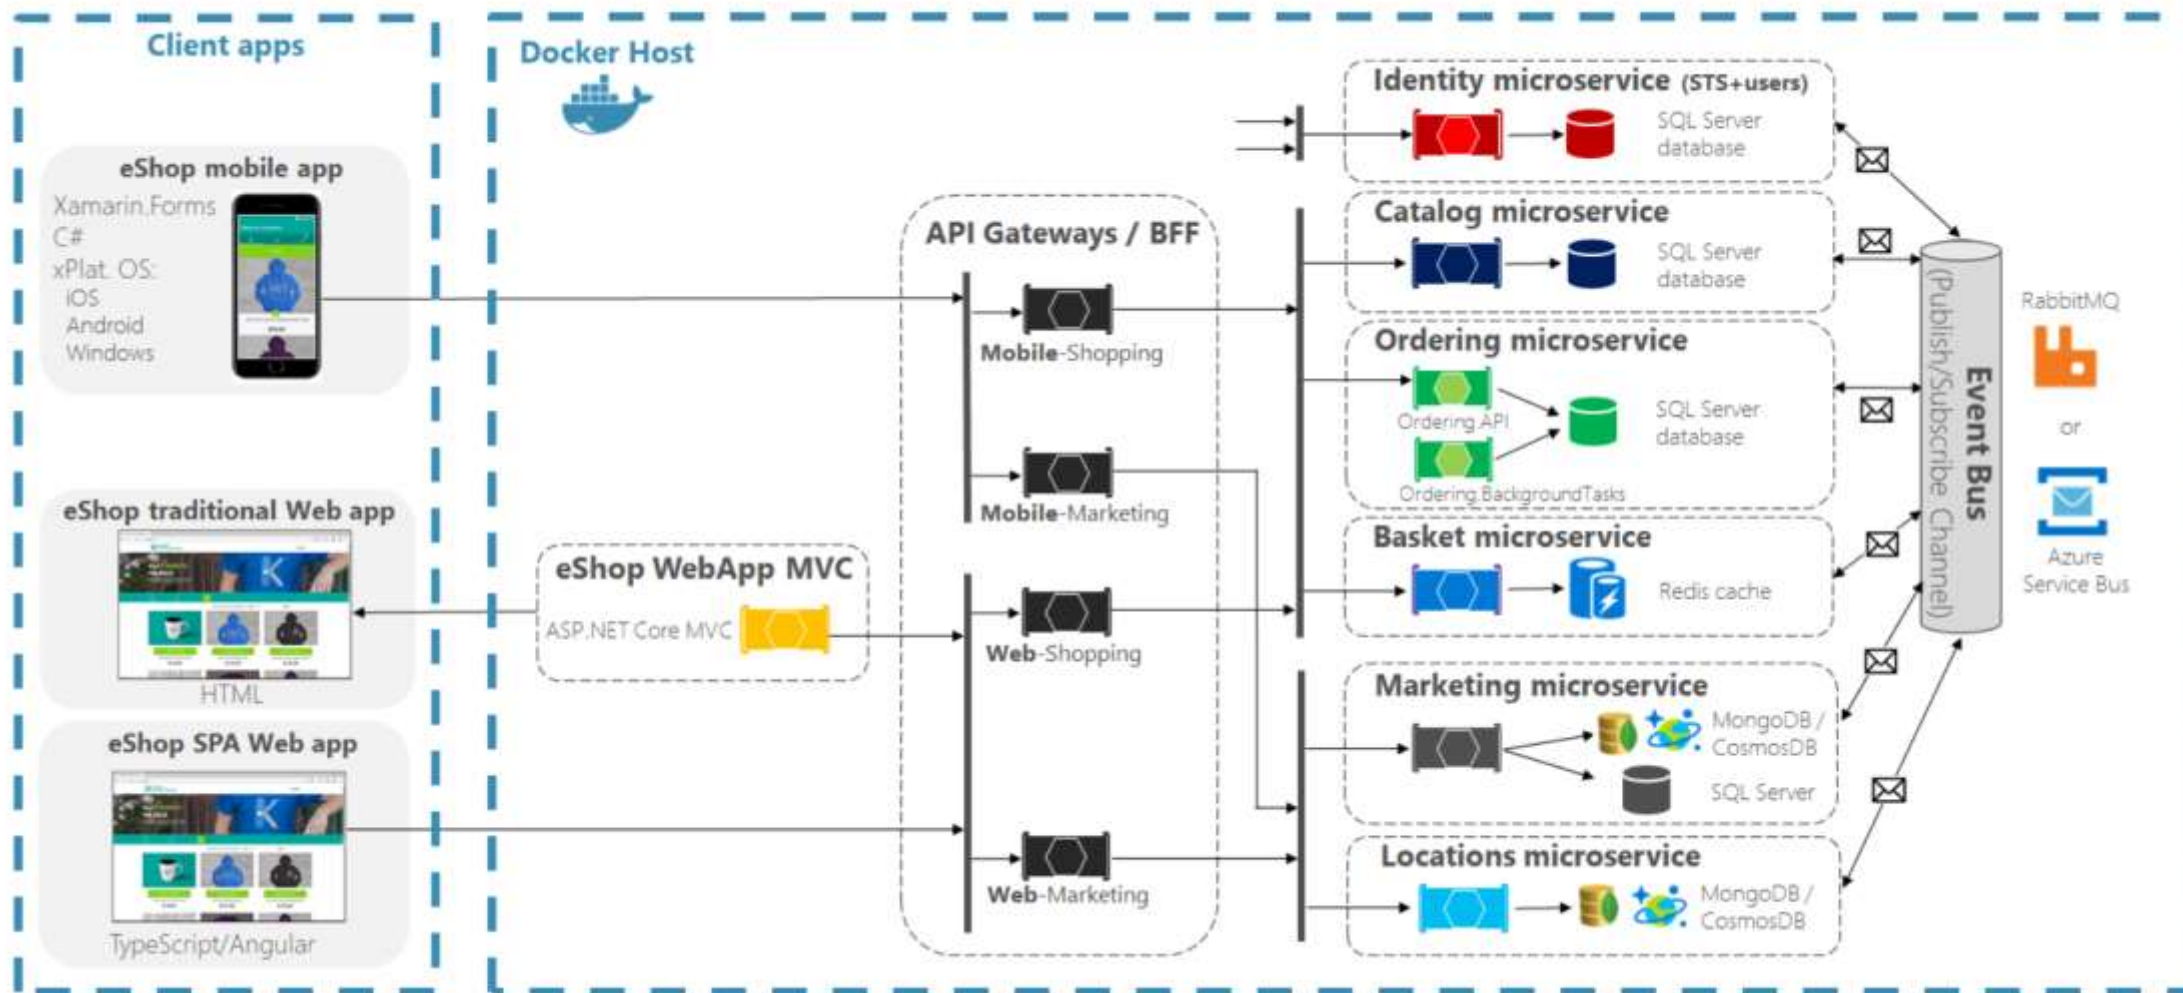 Client apps
eShop mobile app
Xamarin.Forms
C#
xPlat. OS:
iOS
Android
Windows
eShop traditional Web app
HTML
eShop SPA Web app
TypeScript/Angular
Docker Host
eShop WebApp MVC
ASP.NET Core MVC
API Gateways / BFF
Mobile-Shopping
Mobile-Marketing
Web-Shopping
Web-Marketing
Identity microservice (STS+users)
SQL Server
database
Catalog microservice
SQL Server
database
Ordering microservice
Ordering.API
SQL Server
database
Ordering.BackgroundTasks
Basket microservice
Redis cache
Marketing microservice
MongoDB /
CosmosDB
SQL Server
Locations microservice
MongoDB /
CosmosDB
Event Bus
(Publish/Subscribe Channel)
RabbitMQ
or
Azure
Service Bus